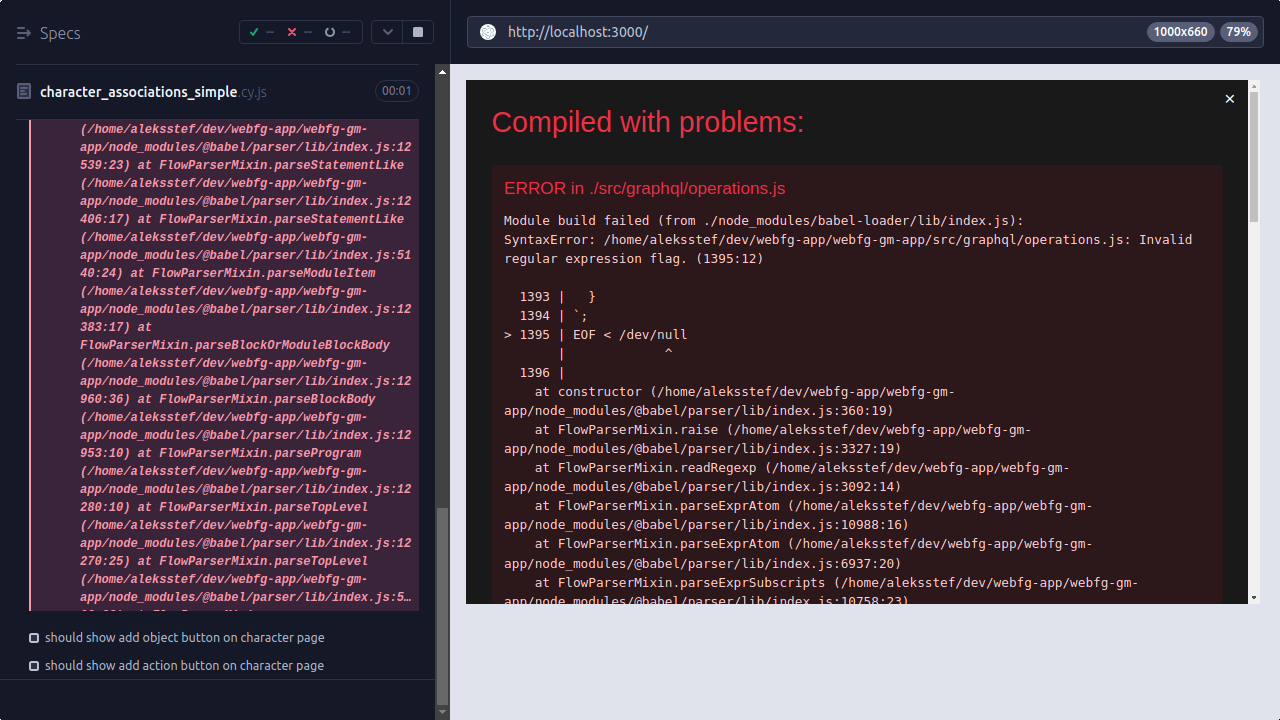 Specs
-- -- --
character_associations_simple.cy.js
00:01
(/home/aleksstef/dev/webfg-app/webfg-gm-
app/node_modules/@babel/parser/lib/index.js:12
539:23) at FlowParserMixin.parseStatementLike
(/home/aleksstef/dev/webfg-app/webfg-gm-
app/node_modules/@babel/parser/lib/index.js:12
406:17) at FlowParserMixin.parseStatementLike
(/home/aleksstef/dev/webfg-app/webfg-gm-
app/node_modules/@babel/parser/lib/index.js:51
40:24) at FlowParserMixin.parseModuleItem
(/home/aleksstef/dev/webfg-app/webfg-gm-
app/node_modules/@babel/parser/lib/index.js:12
383:17) at
FlowParserMixin.parseBlockOrModuleBlockBody
(/home/aleksstef/dev/webfg-app/webfg-gm-
app/node_modules/@babel/parser/lib/index.js:12
960:36) at FlowParserMixin.parseBlockBody
(/home/aleksstef/dev/webfg-app/webfg-gm-
app/node_modules/@babel/parser/lib/index.js:12
953:10) at FlowParserMixin.parseProgram
(/home/aleksstef/dev/webfg-app/webfg-gm-
app/node_modules/@babel/parser/lib/index.js:12
280:10) at FlowParserMixin.parseTopLevel
(/home/aleksstef/dev/webfg-app/webfg-gm-
app/node_modules/@babel/parser/lib/index.js:12
270:25) at FlowParserMixin.parseTopLevel
(/home/aleksstef/dev/webfg-app/webfg-gm-
app/node_modules/@babel/parser/lib/index.js:5…
should show add object button on character page
should show add action button on character page
http://localhost:3000/
1000x660
79%
Compiled with problems:
×
ERROR in ./src/graphql/operations.js
Module build failed (from ./node_modules/babel-loader/lib/index.js):
SyntaxError: /home/aleksstef/dev/webfg-app/webfg-gm-app/src/graphql/operations.js: Invalid
regular expression flag. (1395:12)
1393 |   }
1394 | `;
> 1395 | EOF < /dev/null
|             ^
1396 |
at constructor (/home/aleksstef/dev/webfg-app/webfg-gm-
app/node_modules/@babel/parser/lib/index.js:360:19)
at FlowParserMixin.raise (/home/aleksstef/dev/webfg-app/webfg-gm-
app/node_modules/@babel/parser/lib/index.js:3327:19)
at FlowParserMixin.readRegexp (/home/aleksstef/dev/webfg-app/webfg-gm-
app/node_modules/@babel/parser/lib/index.js:3092:14)
at FlowParserMixin.parseExprAtom (/home/aleksstef/dev/webfg-app/webfg-gm-
app/node_modules/@babel/parser/lib/index.js:10988:16)
at FlowParserMixin.parseExprAtom (/home/aleksstef/dev/webfg-app/webfg-gm-
app/node_modules/@babel/parser/lib/index.js:6937:20)
at FlowParserMixin.parseExprSubscripts (/home/aleksstef/dev/webfg-app/webfg-gm-
app/node_modules/@babel/parser/lib/index.js:10758:23)